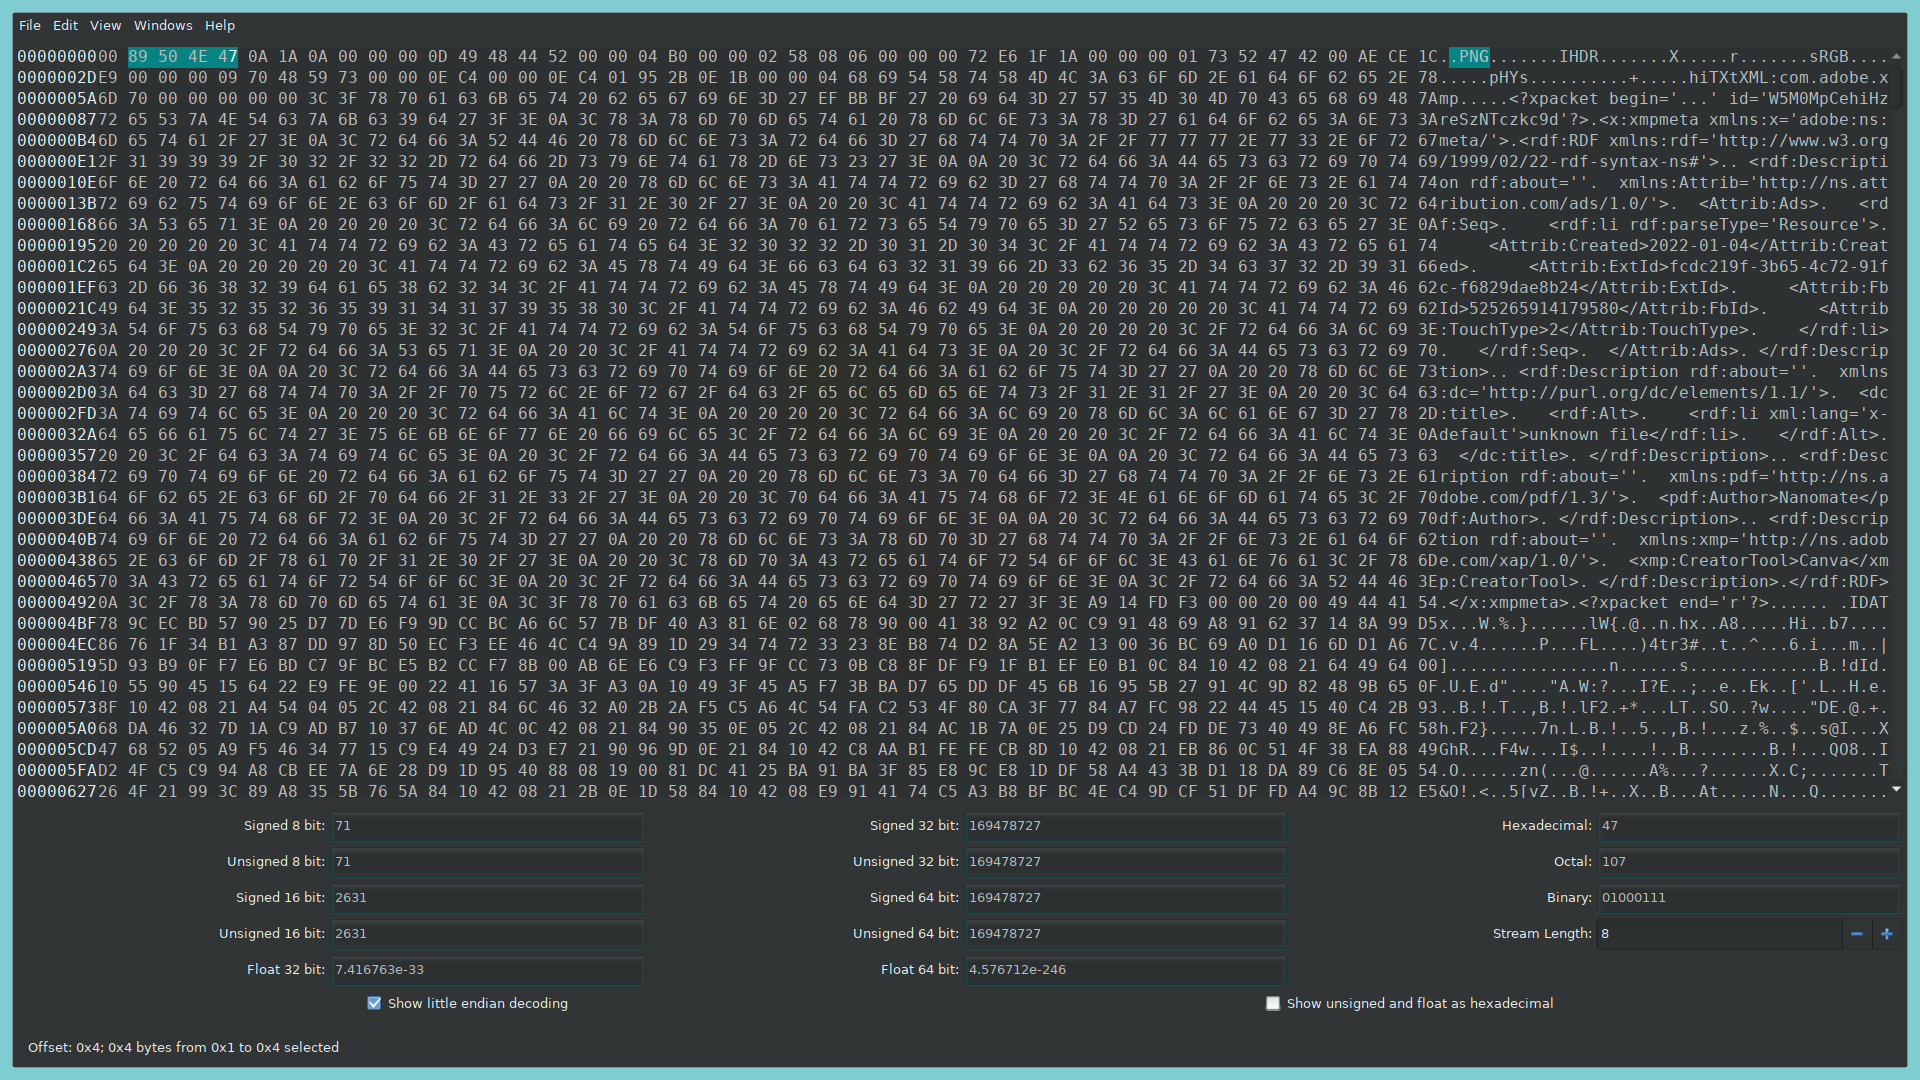 File Edit View Windows Help
0000000000 89 50 4E 47 0A 1A 0A 00 00 00 0D 49 48 44 52 00 00 04 B0 00 00 02 58 08 06 00 00 00 72 E6 1F 1A 00 00 00 01 73 52 47 42 00 AE CE 1C..PNG.......IHDR.......X.....r.......sRGB....
0000002DE9 00 00 00 09 70 48 59 73 00 00 0E C4 00 00 0E C4 01 95 2B 0E 1B 00 00 04 68 69 54 58 74 58 4D 4C 3A 63 6F 6D 2E 61 64 6F 62 65 2E 78.....pHYs..........+.....hiTXtXML:com.adobe.x
0000005A6D 70 00 00 00 00 00 3C 3F 78 70 61 63 6B 65 74 20 62 65 67 69 6E 3D 27 EF BB BF 27 20 69 64 3D 27 57 35 4D 30 4D 70 43 65 68 69 48 7Amp.....<?xpacket begin='...' id='W5M0MpCehiHz
0000008772 65 53 7A 4E 54 63 7A 6B 63 39 64 27 3F 3E 0A 3C 78 3A 78 6D 70 6D 65 74 61 20 78 6D 6C 6E 73 3A 78 3D 27 61 64 6F 62 65 3A 6E 73 3AreSzNTczkc9d'?>.<x:xmpmeta xmlns:x='adobe:ns:
000000B46D 65 74 61 2F 27 3E 0A 3C 72 64 66 3A 52 44 46 20 78 6D 6C 6E 73 3A 72 64 66 3D 27 68 74 74 70 3A 2F 2F 77 77 77 2E 77 33 2E 6F 72 67meta/'>.<rdf:RDF xmlns:rdf='http://www.w3.org
000000E12F 31 39 39 39 2F 30 32 2F 32 32 2D 72 64 66 2D 73 79 6E 74 61 78 2D 6E 73 23 27 3E 0A 0A 20 3C 72 64 66 3A 44 65 73 63 72 69 70 74 69/1999/02/22-rdf-syntax-ns#'>.. <rdf:Descripti
0000010E6F 6E 20 72 64 66 3A 61 62 6F 75 74 3D 27 27 0A 20 20 78 6D 6C 6E 73 3A 41 74 74 72 69 62 3D 27 68 74 74 70 3A 2F 2F 6E 73 2E 61 74 74on rdf:about=''.  xmlns:Attrib='http://ns.att
0000013B72 69 62 75 74 69 6F 6E 2E 63 6F 6D 2F 61 64 73 2F 31 2E 30 2F 27 3E 0A 20 20 3C 41 74 74 72 69 62 3A 41 64 73 3E 0A 20 20 20 3C 72 64ribution.com/ads/1.0/'>.  <Attrib:Ads>.   <rd
0000016866 3A 53 65 71 3E 0A 20 20 20 20 3C 72 64 66 3A 6C 69 20 72 64 66 3A 70 61 72 73 65 54 79 70 65 3D 27 52 65 73 6F 75 72 63 65 27 3E 0Af:Seq>.    <rdf:li rdf:parseType='Resource'>.
0000019520 20 20 20 20 3C 41 74 74 72 69 62 3A 43 72 65 61 74 65 64 3E 32 30 32 32 2D 30 31 2D 30 34 3C 2F 41 74 74 72 69 62 3A 43 72 65 61 74     <Attrib:Created>2022-01-04</Attrib:Creat
000001C265 64 3E 0A 20 20 20 20 20 3C 41 74 74 72 69 62 3A 45 78 74 49 64 3E 66 63 64 63 32 31 39 66 2D 33 62 36 35 2D 34 63 37 32 2D 39 31 66ed>.     <Attrib:ExtId>fcdc219f-3b65-4c72-91f
000001EF63 2D 66 36 38 32 39 64 61 65 38 62 32 34 3C 2F 41 74 74 72 69 62 3A 45 78 74 49 64 3E 0A 20 20 20 20 20 3C 41 74 74 72 69 62 3A 46 62c-f6829dae8b24</Attrib:ExtId>.     <Attrib:Fb
0000021C49 64 3E 35 32 35 32 36 35 39 31 34 31 37 39 35 38 30 3C 2F 41 74 74 72 69 62 3A 46 62 49 64 3E 0A 20 20 20 20 20 3C 41 74 74 72 69 62Id>525265914179580</Attrib:FbId>.     <Attrib
000002493A 54 6F 75 63 68 54 79 70 65 3E 32 3C 2F 41 74 74 72 69 62 3A 54 6F 75 63 68 54 79 70 65 3E 0A 20 20 20 20 3C 2F 72 64 66 3A 6C 69 3E:TouchType>2</Attrib:TouchType>.    </rdf:li>
000002760A 20 20 20 3C 2F 72 64 66 3A 53 65 71 3E 0A 20 20 3C 2F 41 74 74 72 69 62 3A 41 64 73 3E 0A 20 3C 2F 72 64 66 3A 44 65 73 63 72 69 70.   </rdf:Seq>.  </Attrib:Ads>. </rdf:Descrip
000002A374 69 6F 6E 3E 0A 0A 20 3C 72 64 66 3A 44 65 73 63 72 69 70 74 69 6F 6E 20 72 64 66 3A 61 62 6F 75 74 3D 27 27 0A 20 20 78 6D 6C 6E 73tion>.. <rdf:Description rdf:about=''.  xmlns
000002D03A 64 63 3D 27 68 74 74 70 3A 2F 2F 70 75 72 6C 2E 6F 72 67 2F 64 63 2F 65 6C 65 6D 65 6E 74 73 2F 31 2E 31 2F 27 3E 0A 20 20 3C 64 63:dc='http://purl.org/dc/elements/1.1/'>.  <dc
000002FD3A 74 69 74 6C 65 3E 0A 20 20 20 3C 72 64 66 3A 41 6C 74 3E 0A 20 20 20 20 3C 72 64 66 3A 6C 69 20 78 6D 6C 3A 6C 61 6E 67 3D 27 78 2D:title>.   <rdf:Alt>.    <rdf:li xml:lang='x-
0000032A64 65 66 61 75 6C 74 27 3E 75 6E 6B 6E 6F 77 6E 20 66 69 6C 65 3C 2F 72 64 66 3A 6C 69 3E 0A 20 20 20 3C 2F 72 64 66 3A 41 6C 74 3E 0Adefault'>unknown file</rdf:li>.   </rdf:Alt>.
0000035720 20 3C 2F 64 63 3A 74 69 74 6C 65 3E 0A 20 3C 2F 72 64 66 3A 44 65 73 63 72 69 70 74 69 6F 6E 3E 0A 0A 20 3C 72 64 66 3A 44 65 73 63  </dc:title>. </rdf:Description>.. <rdf:Desc
0000038472 69 70 74 69 6F 6E 20 72 64 66 3A 61 62 6F 75 74 3D 27 27 0A 20 20 78 6D 6C 6E 73 3A 70 64 66 3D 27 68 74 74 70 3A 2F 2F 6E 73 2E 61ription rdf:about=''.  xmlns:pdf='http://ns.a
000003B164 6F 62 65 2E 63 6F 6D 2F 70 64 66 2F 31 2E 33 2F 27 3E 0A 20 20 3C 70 64 66 3A 41 75 74 68 6F 72 3E 4E 61 6E 6F 6D 61 74 65 3C 2F 70dobe.com/pdf/1.3/'>.  <pdf:Author>Nanomate</p
000003DE64 66 3A 41 75 74 68 6F 72 3E 0A 20 3C 2F 72 64 66 3A 44 65 73 63 72 69 70 74 69 6F 6E 3E 0A 0A 20 3C 72 64 66 3A 44 65 73 63 72 69 70df:Author>. </rdf:Description>.. <rdf:Descrip
0000040B74 69 6F 6E 20 72 64 66 3A 61 62 6F 75 74 3D 27 27 0A 20 20 78 6D 6C 6E 73 3A 78 6D 70 3D 27 68 74 74 70 3A 2F 2F 6E 73 2E 61 64 6F 62tion rdf:about=''.  xmlns:xmp='http://ns.adob
0000043865 2E 63 6F 6D 2F 78 61 70 2F 31 2E 30 2F 27 3E 0A 20 20 3C 78 6D 70 3A 43 72 65 61 74 6F 72 54 6F 6F 6C 3E 43 61 6E 76 61 3C 2F 78 6De.com/xap/1.0/'>.  <xmp:CreatorTool>Canva</xm
0000046570 3A 43 72 65 61 74 6F 72 54 6F 6F 6C 3E 0A 20 3C 2F 72 64 66 3A 44 65 73 63 72 69 70 74 69 6F 6E 3E 0A 3C 2F 72 64 66 3A 52 44 46 3Ep:CreatorTool>. </rdf:Description>.</rdf:RDF>
000004920A 3C 2F 78 3A 78 6D 70 6D 65 74 61 3E 0A 3C 3F 78 70 61 63 6B 65 74 20 65 6E 64 3D 27 72 27 3F 3E A9 14 FD F3 00 00 20 00 49 44 41 54.</x:xmpmeta>.<?xpacket end='r'?>...... .IDAT
000004BF78 9C EC BD 57 90 25 D7 7D E6 F9 9D CC BC A6 6C 57 7B DF 40 A3 81 6E 02 68 78 90 00 41 38 92 A2 0C C9 91 48 69 A8 91 62 37 14 8A 99 D5x...W.%.}......lW{.@..n.hx..A8.....Hi..b7....
000004EC86 76 1F 34 B1 A3 87 DD 97 8D 50 EC F3 EE 46 4C C4 9A 89 1D 29 34 74 72 33 23 8E B8 74 D2 8A 5E A2 13 00 36 BC 69 A0 D1 16 6D D1 A6 7C.v.4......P...FL....)4tr3#..t..^...6.i...m..|
000005195D 93 B9 0F F7 E6 BD C7 9F BC E5 B2 CC F7 8B 00 AB 6E E6 C9 F3 FF 9F CC 73 0B C8 8F DF F9 1F B1 EF E0 B1 0C 84 10 42 08 21 64 49 64 00]................n......s.............B.!dId.
0000054610 55 90 45 15 64 22 E9 FE 9E 00 22 41 16 57 3A 3F A3 0A 10 49 3F 45 A5 F7 3B BA D7 65 DD DF 45 6B 16 95 5B 27 91 4C 9D 82 48 9B 65 0F.U.E.d"...."A.W:?...I?E..;..e..Ek..['.L..H.e.
000005738F 10 42 08 21 A4 54 04 05 2C 42 08 21 84 6C 46 32 A0 2B 2A F5 C5 A6 4C 54 FA C2 53 4F 80 CA 3F 77 84 A7 FC 98 22 44 45 15 40 C4 2B 93..B.!.T..,B.!.lF2.+*...LT..SO..?w...."DE.@.+.
000005A068 DA 46 32 7D 1A C9 AD B7 10 37 6E AD 4C 0C 42 08 21 84 90 35 0E 05 2C 42 08 21 84 AC 1B 7A 0E 25 D9 CD 24 FD DE 73 40 49 8E A6 FC 58h.F2}.....7n.L.B.!..5..,B.!...z.%..$..s@I...X
000005CD47 68 52 05 A9 F5 46 34 77 15 C9 E4 49 24 D3 E7 21 90 96 9D 0E 21 84 10 42 C8 AA B1 FE FE CB 8D 10 42 08 21 EB 86 0C 51 4F 38 EA 88 49GhR...F4w...I$..!....!..B........B.!...QO8..I
000005FAD2 4F C5 C9 94 A8 CB EE 7A 6E 28 D9 1D 95 40 88 08 19 00 81 DC 41 25 BA 91 BA 3F 85 E8 9C E8 1D DF 58 A4 43 3B D1 18 DA 89 C6 8E 05 54.O......zn(...@......A%...?......X.C;.......T
0000062726 4F 21 99 3C 89 A8 35 5B 76 5A 84 10 42 08 21 2B 0E 1D 58 84 10 42 08 E9 91 41 74 C5 A3 B8 BF BC 4E C4 9D CF 51 DF FD A4 9C 8B 12 E5&O!.<..5[vZ..B.!+..X..B...At.....N...Q.......
Signed 8 bit: 71
Signed 32 bit: 169478727
Hexadecimal: 47
Unsigned 8 bit: 71
Unsigned 32 bit: 169478727
Octal: 107
Signed 16 bit: 2631
Signed 64 bit: 169478727
Binary: 01000111
Unsigned 16 bit: 2631
Unsigned 64 bit: 169478727
Stream Length: 8
Float 32 bit: 7.416763e-33
Float 64 bit: 4.576712e-246
Show little endian decoding
Show unsigned and float as hexadecimal
Offset: 0x4; 0x4 bytes from 0x1 to 0x4 selected